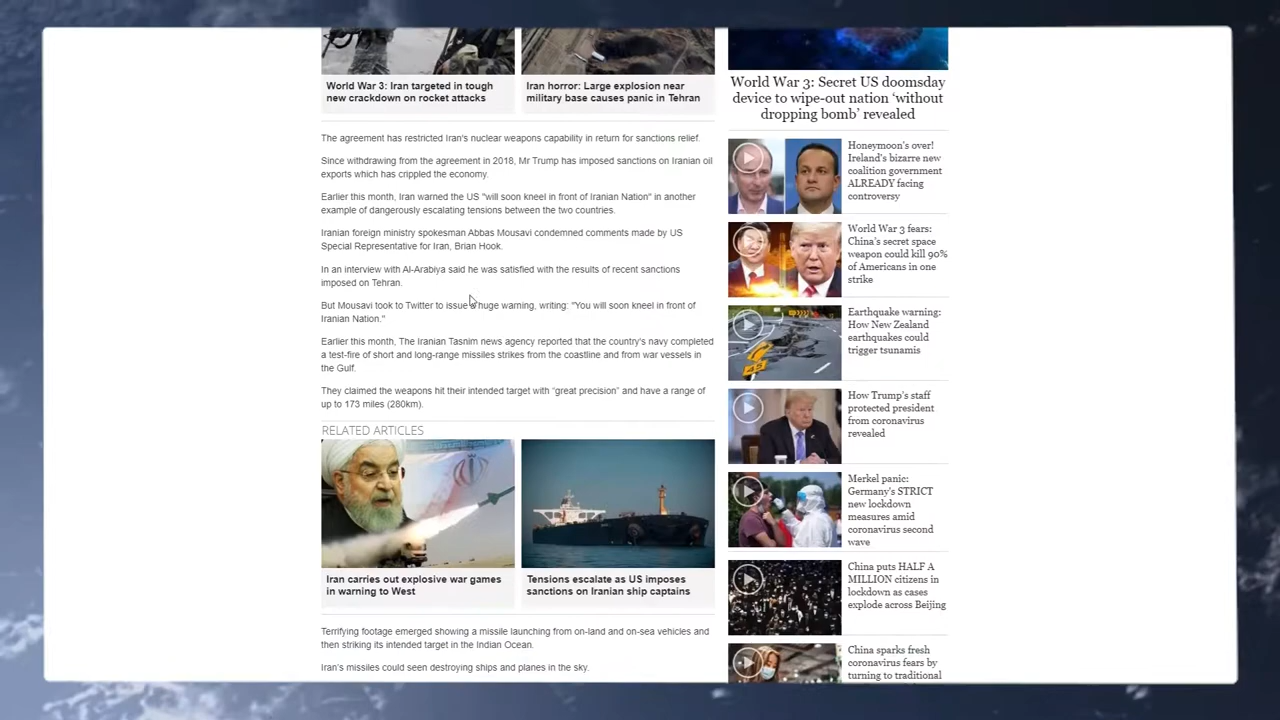 World War 3: Iran targeted in tough
new crackdown on rocket attacks
Iran horror: Large explosion near
military base causes panic in Tehran
The agreement has restricted Iran's nuclear weapons capability in return for sanctions relief.
Since withdrawing from the agreement in 2018, Mr Trump has imposed sanctions on Iranian oil
exports which has crippled the economy.
Earlier this month, Iran warned the US "will soon kneel in front of Iranian Nation" in another
example of dangerously escalating tensions between the two countries.
Iranian foreign ministry spokesman Abbas Mousavi condemned comments made by US
Special Representative for Iran, Brian Hook.
In an interview with Al-Arabiya said he was satisfied with the results of recent sanctions
imposed on Tehran.
But Mousavi took to Twitter to issue a huge warning, writing: "You will soon kneel in front of
Iranian Nation."
Earlier this month, The Iranian Tasnim news agency reported that the country's navy completed
a test-fire of short and long-range missiles strikes from the coastline and from war vessels in
the Gulf.
They claimed the weapons hit their intended target with “great precision” and have a range of
up to 173 miles (280km).
RELATED ARTICLES
Iran carries out explosive war games
in warning to West
Tensions escalate as US imposes
sanctions on Iranian ship captains
Terrifying footage emerged showing a missile launching from on-land and on-sea vehicles and
then striking its intended target in the Indian Ocean.
Iran's missiles could seen destroying ships and planes in the sky.
World War 3: Secret US doomsday
device to wipe-out nation ‘without
dropping bomb’ revealed
Honeymoon's over!
Ireland's bizarre new
coalition government
ALREADY facing
controversy
World War 3 fears:
China's secret space
weapon could kill 90%
of Americans in one
strike
Earthquake warning:
How New Zealand
earthquakes could
trigger tsunamis
How Trump's staff
protected president
from coronavirus
revealed
Merkel panic:
Germany's STRICT
new lockdown
measures amid
coronavirus second
wave
China puts HALF A
MILLION citizens in
lockdown as cases
explode across Beijing
China sparks fresh
coronavirus fears by
turning to traditional